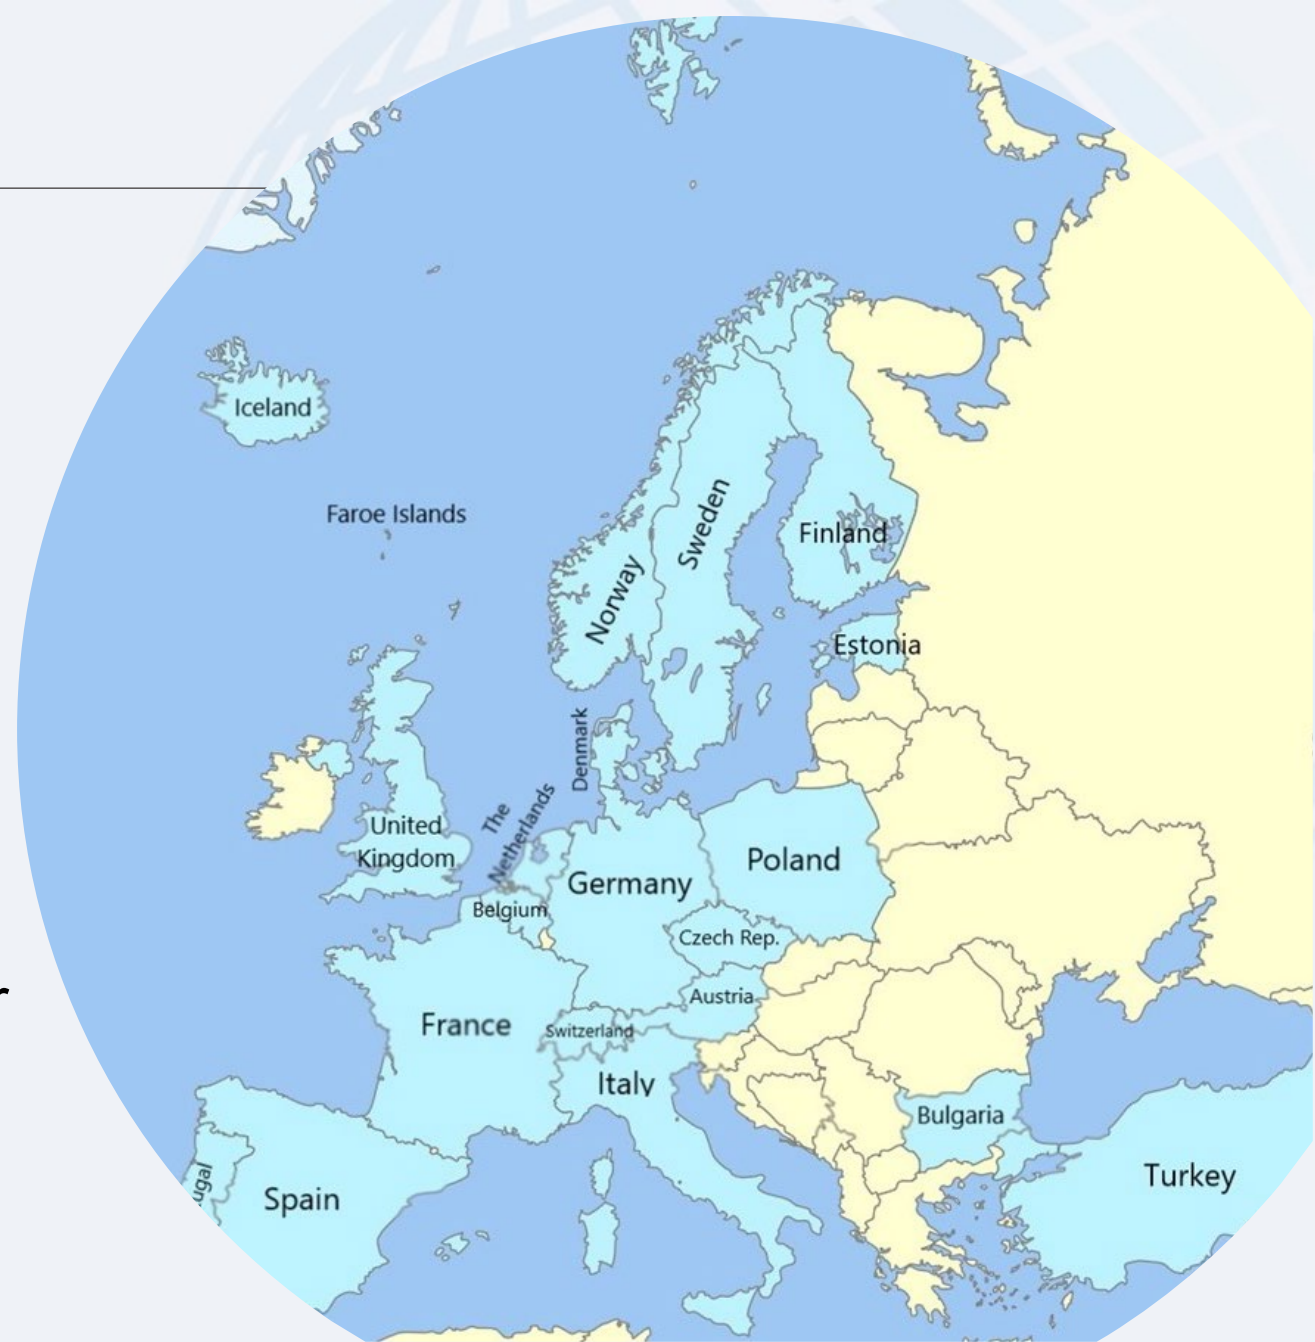 Iceland
Faroe Islands
Sweden
Finland
Norway
Estonia
Denmark
The
Netherlands
United
Kingdom
Poland
Germany
Belgium
Czech Rep.
Austria
France
Switzerland
Italy
Bulgaria
Turkey
ugal
Spain
r